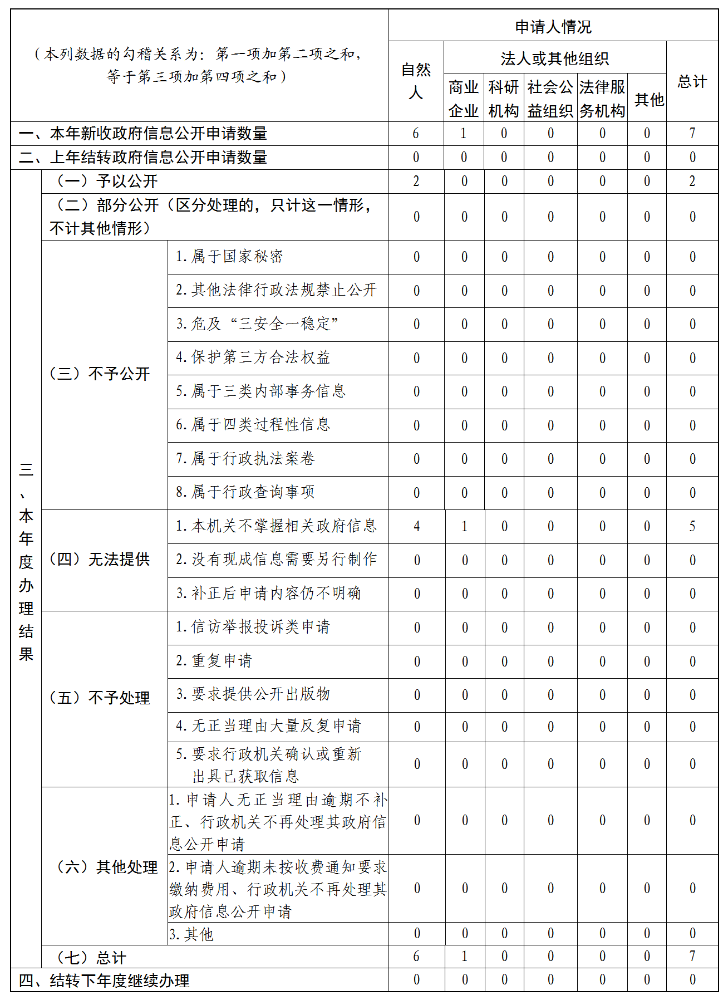 （本列数据的勾稽关系为：第一项加第二项之和，
等于第三项加第四项之和）
申请人情况
自然
人
法人或其他组织
总计
商业
企业
科研
机构
社会公
益组织
法律服
务机构
其他
一、本年新收政府信息公开申请数量 6 1 0 0 0 0 7
二、上年结转政府信息公开申请数量 0 0 0 0 0 0 0
三、本年度办理结果
（一）予以公开 2 0 0 0 0 0 2
（二）部分公开（区分处理的，只计这一情形，
不计其他情形） 0 0 0 0 0 0 0
（三）不予公开
1.属于国家秘密 0 0 0 0 0 0 0
2.其他法律行政法规禁止公开 0 0 0 0 0 0 0
3.危及“三安全一稳定” 0 0 0 0 0 0 0
4.保护第三方合法权益 0 0 0 0 0 0 0
5.属于三类内部事务信息 0 0 0 0 0 0 0
6.属于四类过程性信息 0 0 0 0 0 0 0
7.属于行政执法案卷 0 0 0 0 0 0 0
8.属于行政查询事项 0 0 0 0 0 0 0
（四）无法提供
1.本机关不掌握相关政府信息 4 1 0 0 0 0 5
2.没有现成信息需要另行制作 0 0 0 0 0 0 0
3.补正后申请内容仍不明确 0 0 0 0 0 0 0
（五）不予处理
1.信访举报投诉类申请 0 0 0 0 0 0 0
2.重复申请 0 0 0 0 0 0 0
3.要求提供公开出版物 0 0 0 0 0 0 0
4.无正当理由大量反复申请 0 0 0 0 0 0 0
5.要求行政机关确认或重新
出具已获取信息 0 0 0 0 0 0 0
（六）其他处理
1.申请人无正当理由逾期不补
正、行政机关不再处理其政府信
息公开申请 0 0 0 0 0 0 0
2.申请人逾期未按收费通知要求
缴纳费用、行政机关不再处理其
政府信息公开申请 0 0 0 0 0 0 0
3.其他 0 0 0 0 0 0 0
（七）总计 6 1 0 0 0 0 7
四、结转下年度继续办理 0 0 0 0 0 0 0